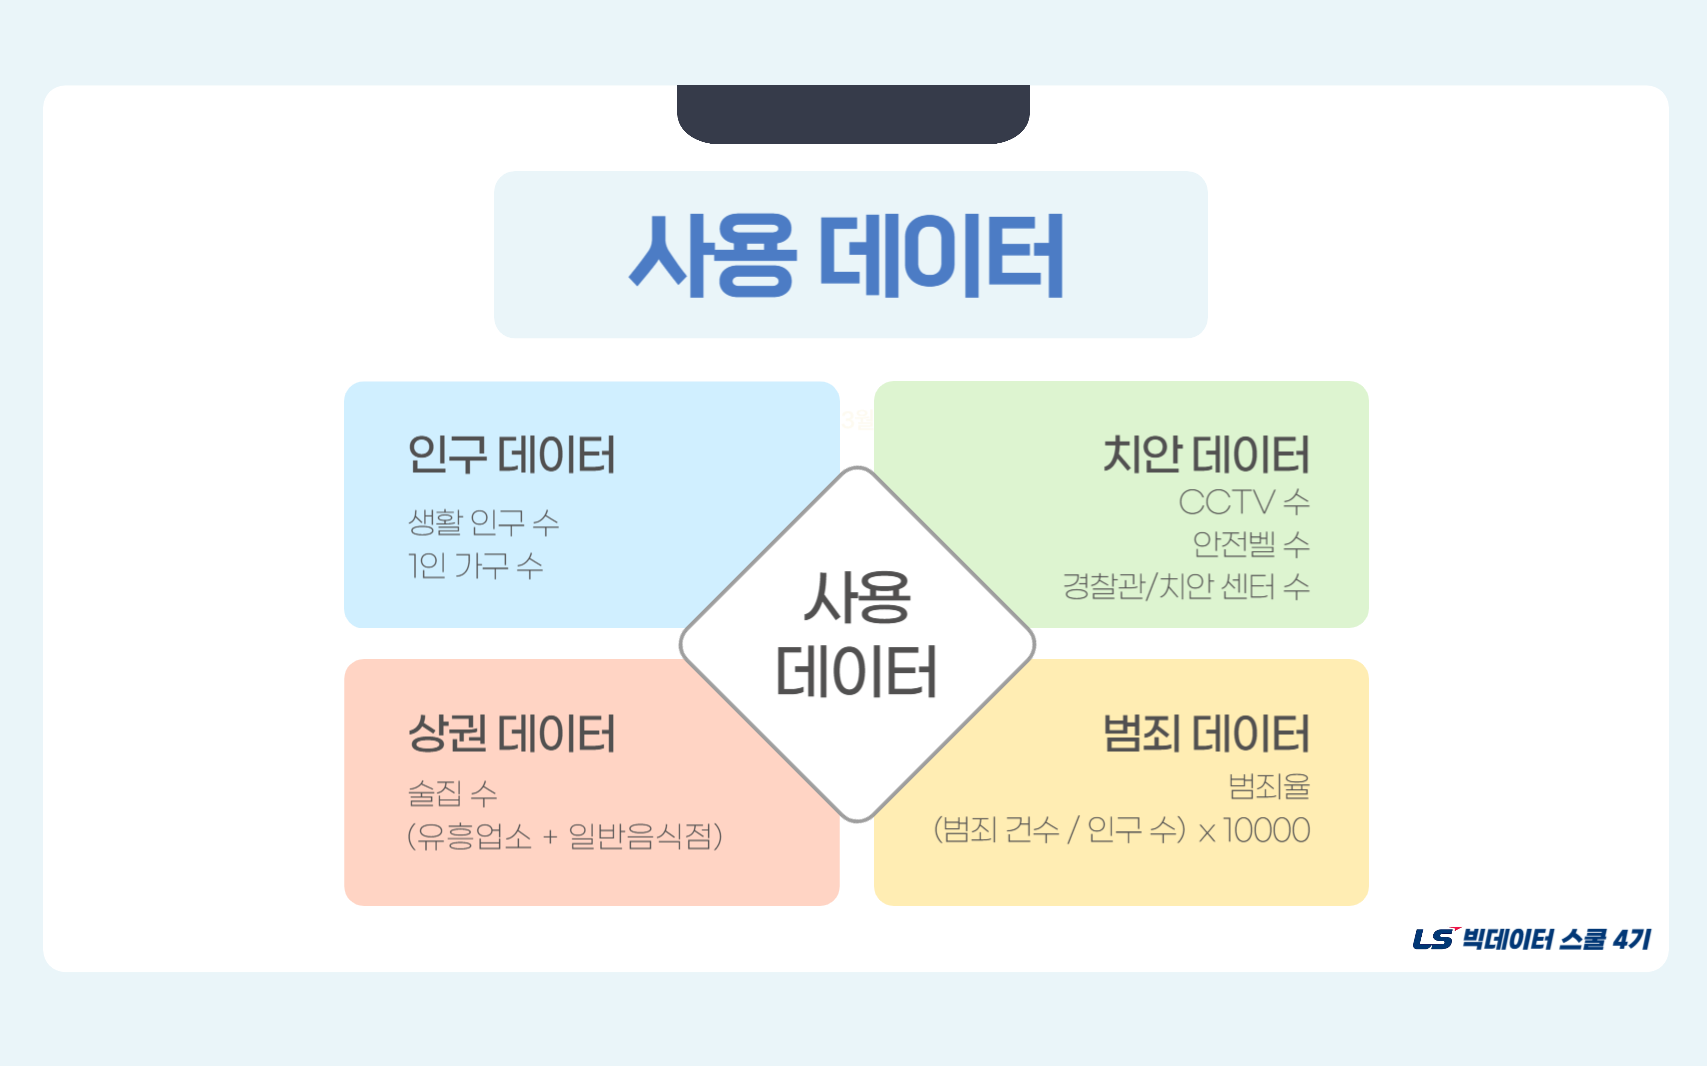 사용 데이터
3월
인구 데이터
생활 인구 수
1인 가구 수
치안 데이터
CCTV 수
안전벨 수
경찰관/치안 센터 수
사용
데이터
상권 데이터
술집 수
(유흥업소 + 일반음식점)
범죄 데이터
범죄율
(범죄 건수 / 인구 수) x 10000
LS 빅데이터 스쿨 4기